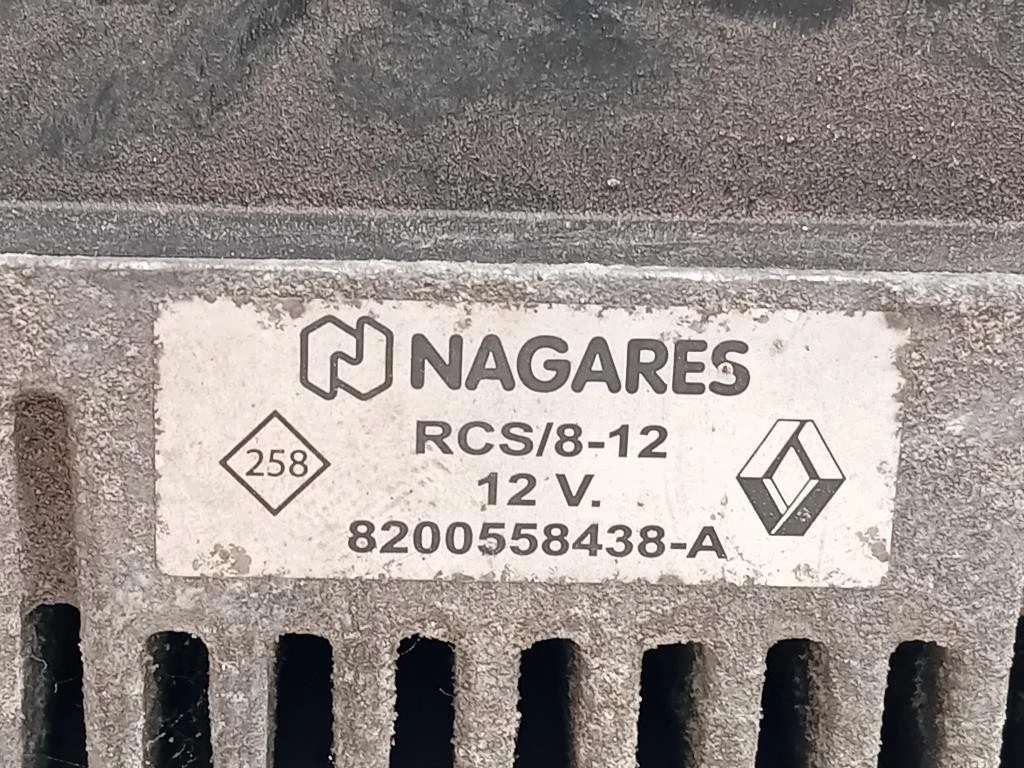 NAGARES
258
RCS/8-12
12 V.
8200558438-A